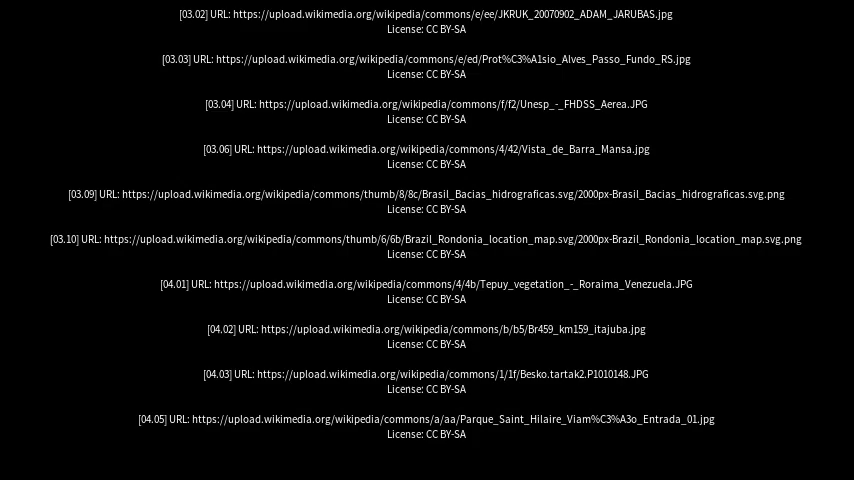 [03.02] URL: https://upload.wikimedia.org/wikipedia/commons/e/ee/JKRUK_20070902_ADAM_JARUBAS.jpg
License: CC BY-SA
[03.03] URL: https://upload.wikimedia.org/wikipedia/commons/e/ed/Prot%C3%A1sio_Alves_Passo_Fundo_RS.jpg
License: CC BY-SA
[03.04] URL: https://upload.wikimedia.org/wikipedia/commons/f/f2/Unesp_-_FHDSS_Aerea.JPG
License: CC BY-SA
[03.06] URL: https://upload.wikimedia.org/wikipedia/commons/4/42/Vista_de_Barra_Mansa.jpg
License: CC BY-SA
[03.09] URL: https://upload.wikimedia.org/wikipedia/commons/thumb/8/8c/Brasil_Bacias_hidrograficas.svg/2000px-Brasil_Bacias_hidrograficas.svg.png
License: CC BY-SA
[03.10] URL: https://upload.wikimedia.org/wikipedia/commons/thumb/6/6b/Brazil_Rondonia_location_map.svg/2000px-Brazil_Rondonia_location_map.svg.png
License: CC BY-SA
[04.01] URL: https://upload.wikimedia.org/wikipedia/commons/4/4b/Tepuy_vegetation_-_Roraima_Venezuela.JPG
License: CC BY-SA
[04.02] URL: https://upload.wikimedia.org/wikipedia/commons/b/b5/Br459_km159_itajuba.jpg
License: CC BY-SA
[04.03] URL: https://upload.wikimedia.org/wikipedia/commons/1/1f/Besko.tartak2.P1010148.JPG
License: CC BY-SA
[04.05] URL: https://upload.wikimedia.org/wikipedia/commons/a/aa/Parque_Saint_Hilaire_Viam%C3%A3o_Entrada_01.jpg
License: CC BY-SA